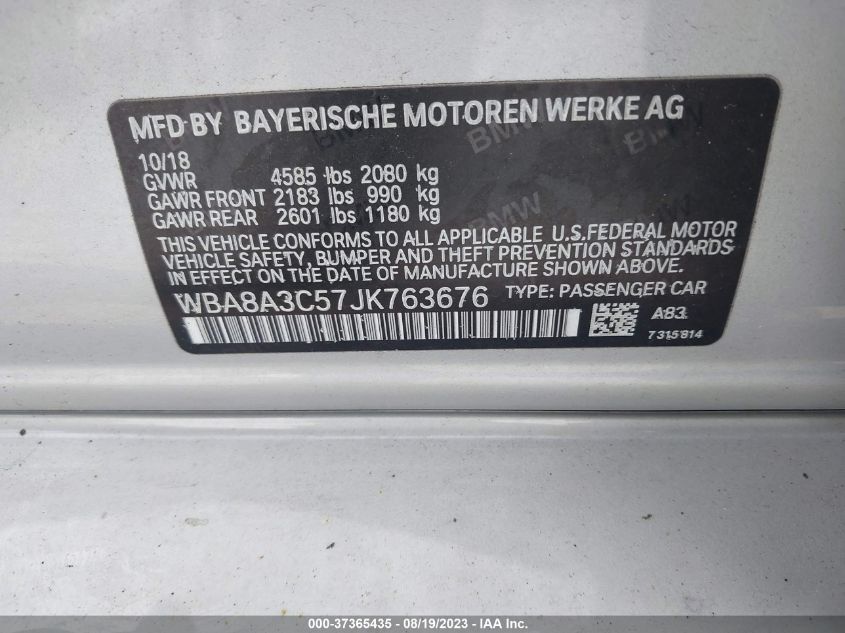 MFD BY BAYERISCHE MOTOREN WERKE AG
10/18
GVWR 4585 lbs 2080 kg
GAWR FRONT 2183 lbs 990 kg
GAWR REAR 2601 lbs 1180 kg
THIS VEHICLE CONFORMS TO ALL APPLICABLE U.S.FEDERAL MOTOR
VEHICLE SAFETY, BUMPER AND THEFT PREVENTION STANDARDS
IN EFFECT ON THE DATE OF MANUFACTURE SHOWN ABOVE.
WBA8A3C57JK763676 TYPE: PASSENGER CAR
A83
7315814
000-37365435 - 08/19/2023 - IAA Inc.